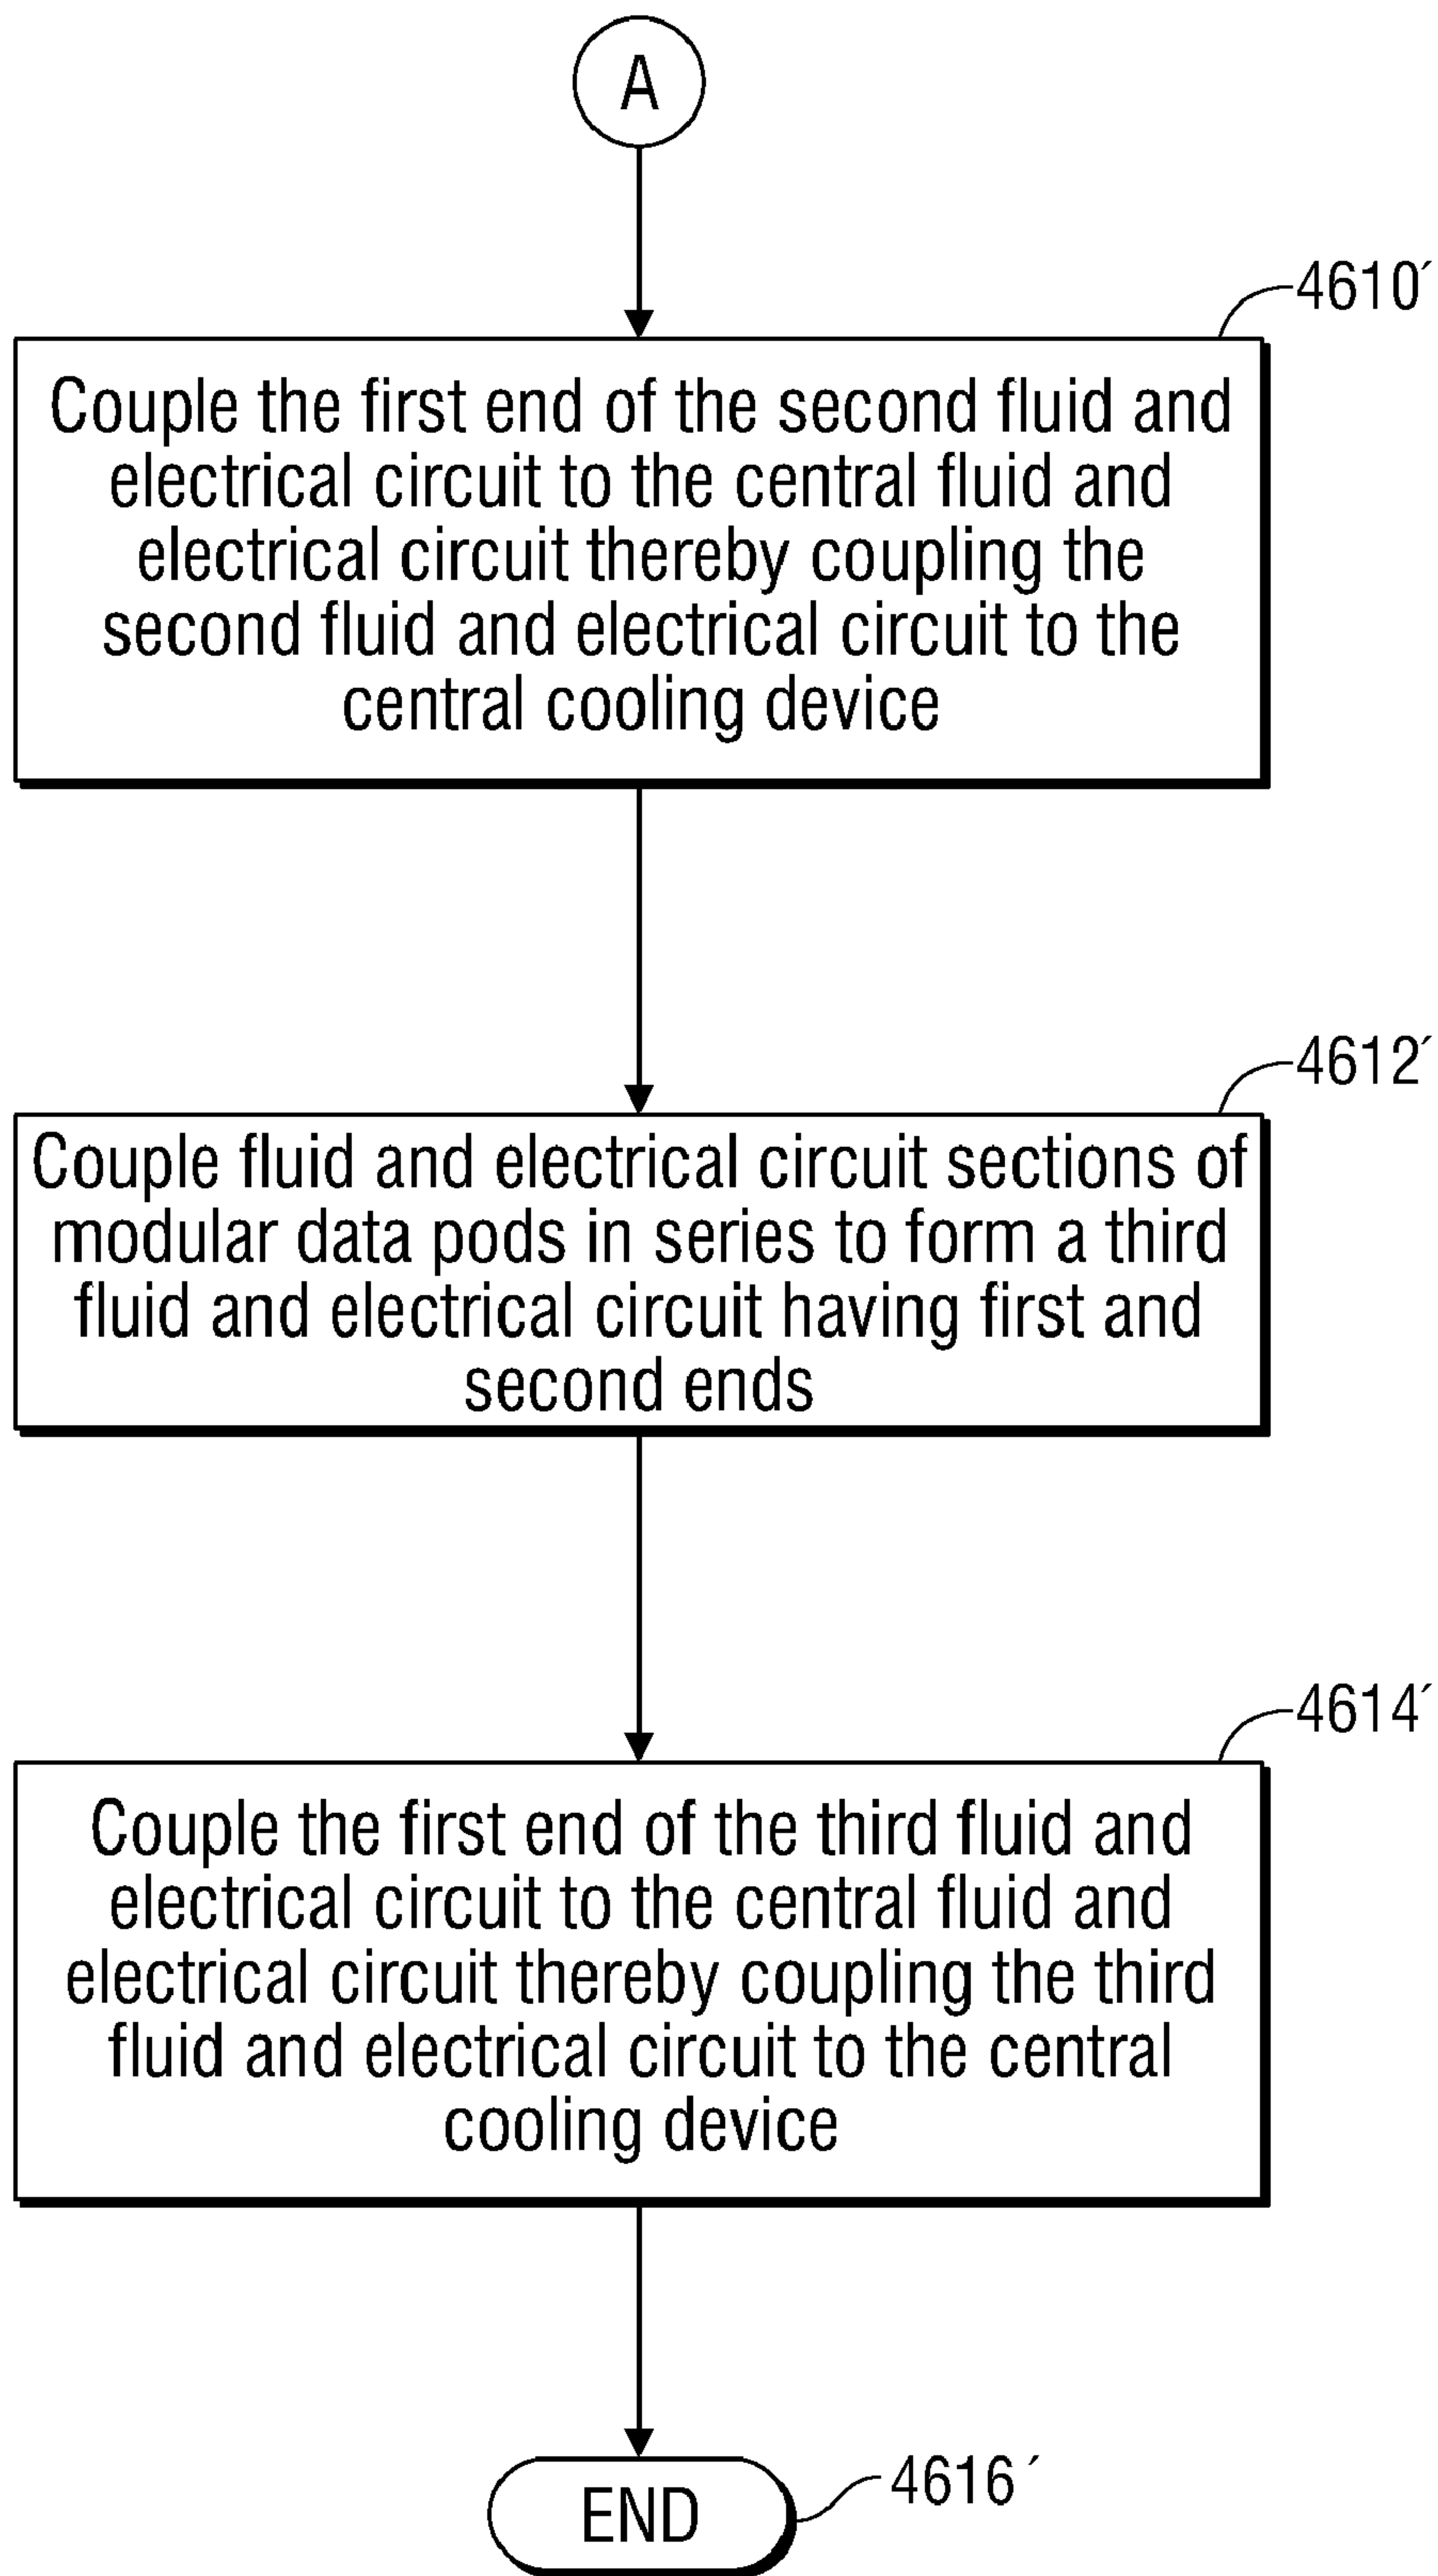 A
4610´
Couple the first end of the second fluid and
electrical circuit to the central fluid and
electrical circuit thereby coupling the
second fluid and electrical circuit to the
central cooling device
4612´
Couple fluid and electrical circuit sections of
modular data pods in series to form a third
fluid and electrical circuit having first and
second ends
4614´
Couple the first end of the third fluid and
electrical circuit to the central fluid and
electrical circuit thereby coupling the third
fluid and electrical circuit to the central
cooling device
END
4616 ´